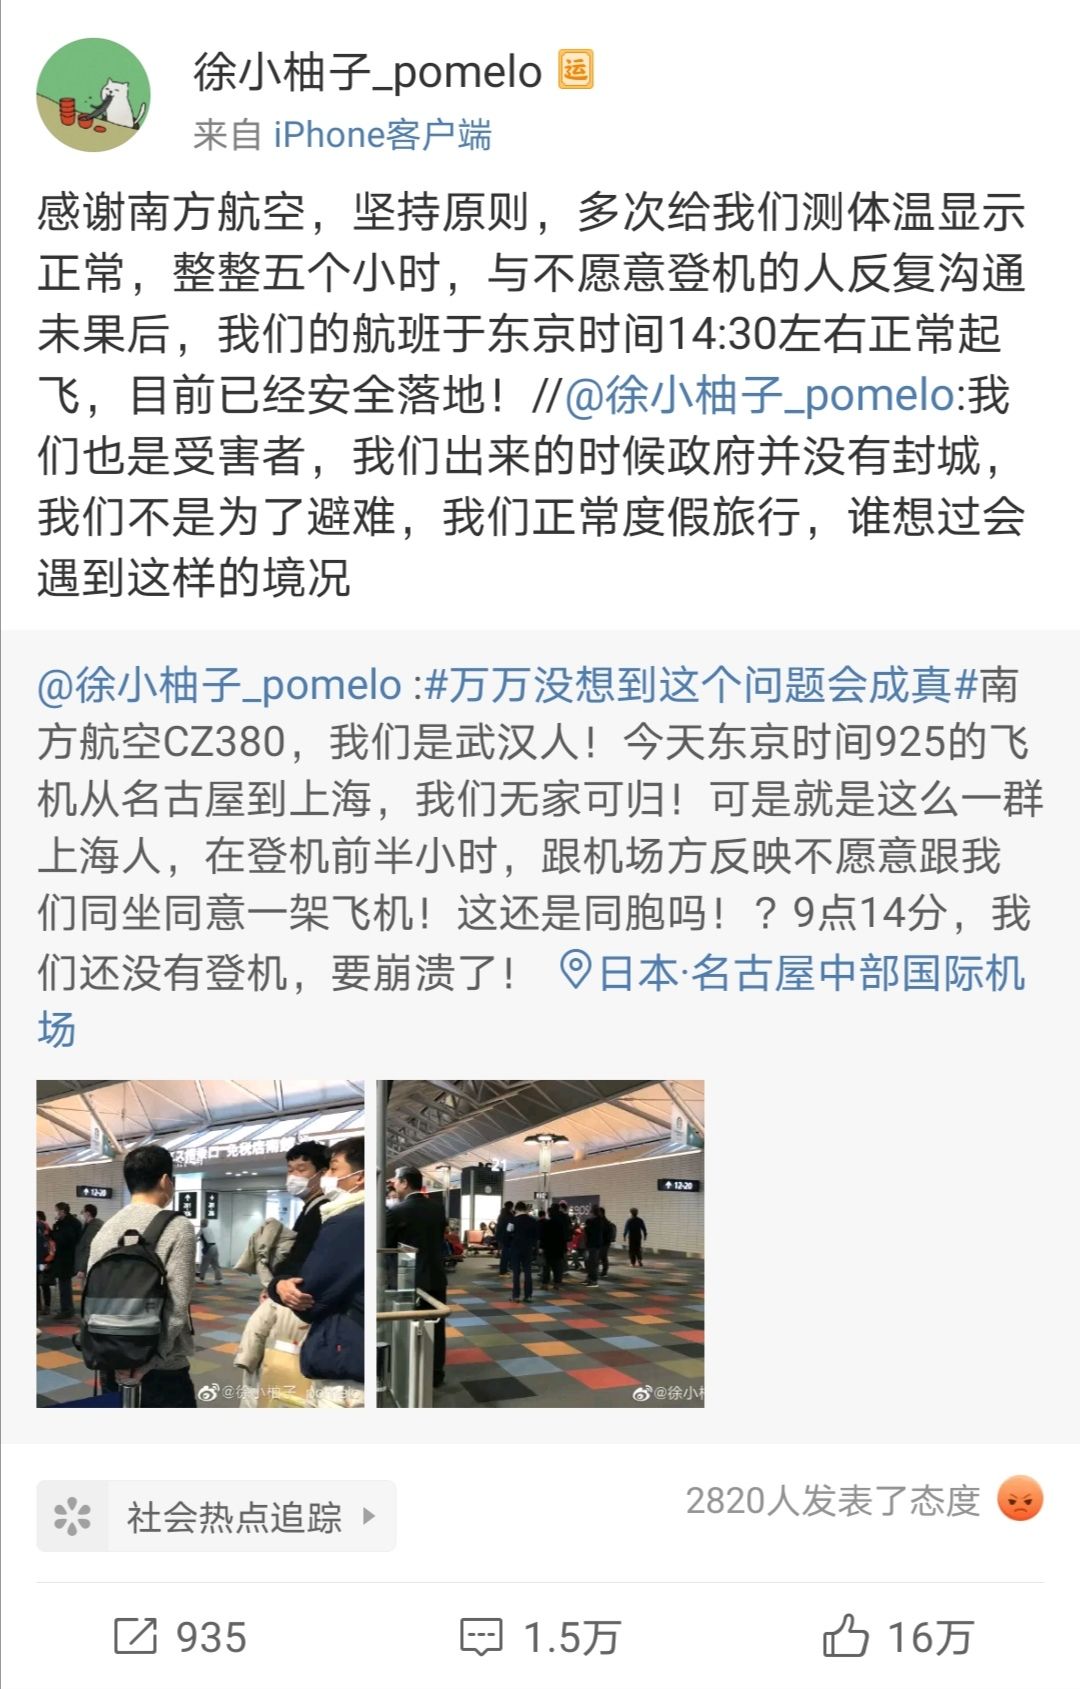 徐小柚子_pomelo 运
来自 iPhone客户端
感谢南方航空，坚持原则，多次给我们测体温显示
正常，整整五个小时，与不愿意登机的人反复沟通
未果后，我们的航班于东京时间14:30左右正常起
飞，目前已经安全落地！//@徐小柚子_pomelo:我
们也是受害者，我们出来的时候政府并没有封城，
我们不是为了避难，我们正常度假旅行，谁想过会
遇到这样的境况
@徐小柚子_pomelo :#万万没想到这个问题会成真#南
方航空CZ380，我们是武汉人！今天东京时间925的飞
机从名古屋到上海，我们无家可归！可是就是这么一群
上海人，在登机前半小时，跟机场方反映不愿意跟我
们同坐同意一架飞机！这还是同胞吗！？9点14分，我
们还没有登机，要崩溃了！ 日本·名古屋中部国际机
场
12-20
@徐小柚子_pomelo
21
12-20
@徐小柚
社会热点追踪
2820人发表了态度
935
1.5万
16万